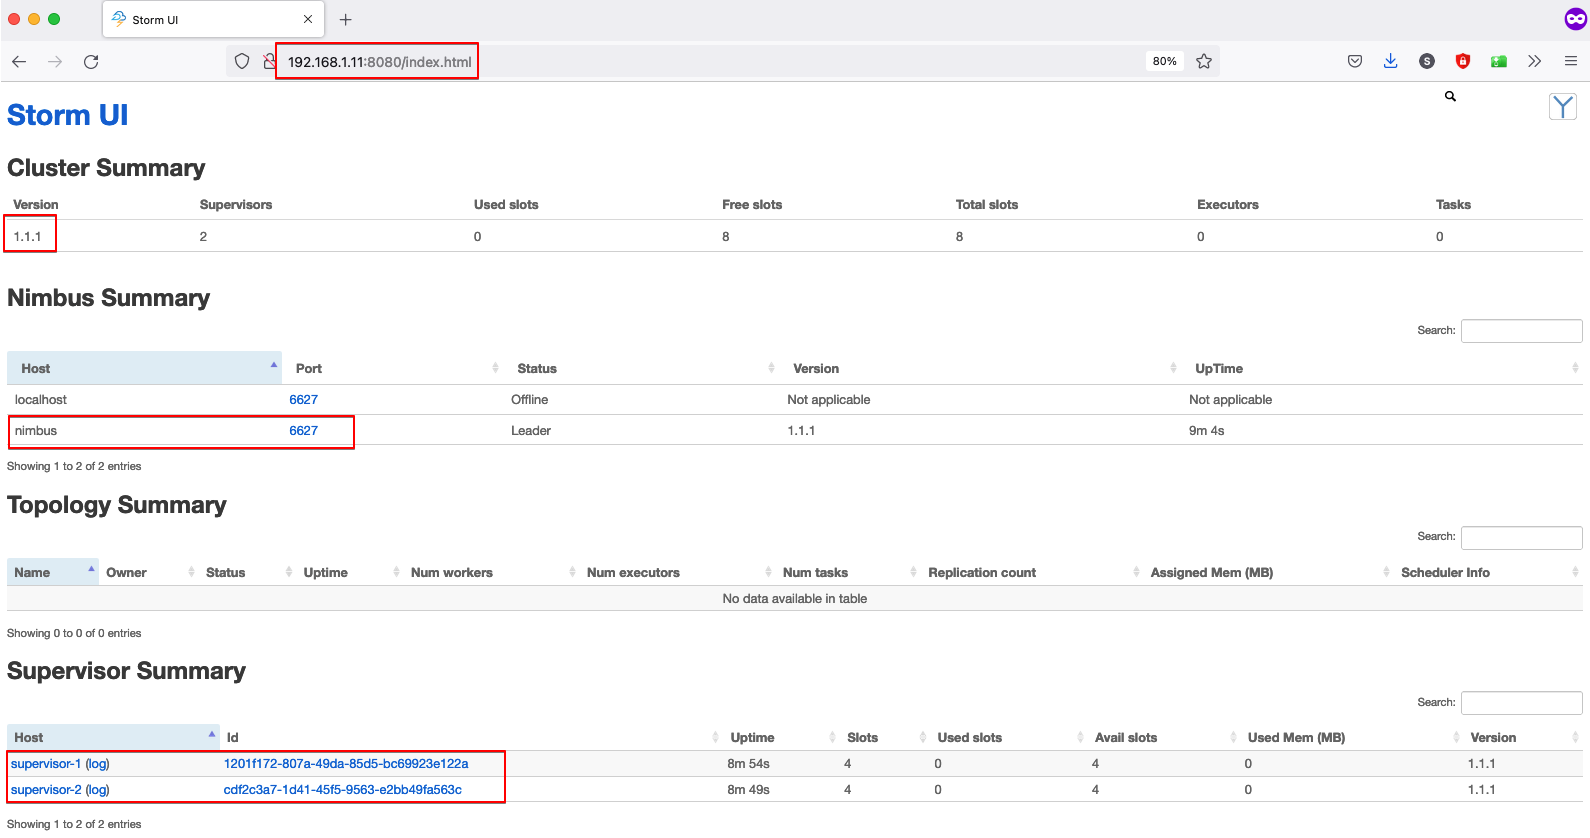 Storm UI
192.168.1.11:8080/index.html
80%
S
Storm UI
Cluster Summary
Version Supervisors Used slots Free slots Total slots Executors Tasks
1.1.1 2 0 8 8 0 0
Nimbus Summary
Search:
Host Port Status Version UpTime
localhost 6627 Offline Not applicable Not applicable
nimbus 6627 Leader 1.1.1 9m 4s
Showing 1 to 2 of 2 entries
Topology Summary
Search:
Name Owner Status Uptime Num workers Num executors Num tasks Replication count Assigned Mem (MB) Scheduler Info
No data available in table
Showing 0 to 0 of 0 entries
Supervisor Summary
Search:
Host Id Uptime Slots Used slots Avail slots Used Mem (MB) Version
supervisor-1 (log) 1201f172-807a-49da-85d5-bc69923e122a 8m 54s 4 0 4 0 1.1.1
supervisor-2 (log) cdf2c3a7-1d41-45f5-9563-e2bb49fa563c 8m 49s 4 0 4 0 1.1.1
Showing 1 to 2 of 2 entries